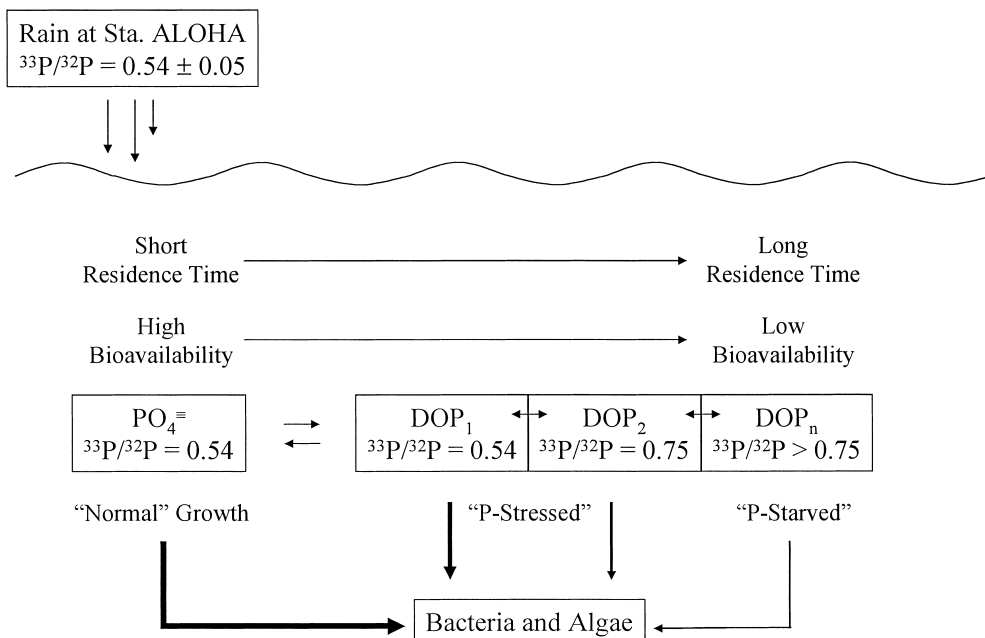 Rain at Sta. ALOHA
³³P/³²P = 0.54 ± 0.05
Short
Residence Time
Long
Residence Time
High
Bioavailability
Low
Bioavailability
PO₄≡
³³P/³²P = 0.54
DOP₁
³³P/³²P = 0.54
DOP₂
³³P/³²P = 0.75
DOPₙ
³³P/³²P > 0.75
“Normal” Growth
“P-Stressed”
“P-Starved”
Bacteria and Algae